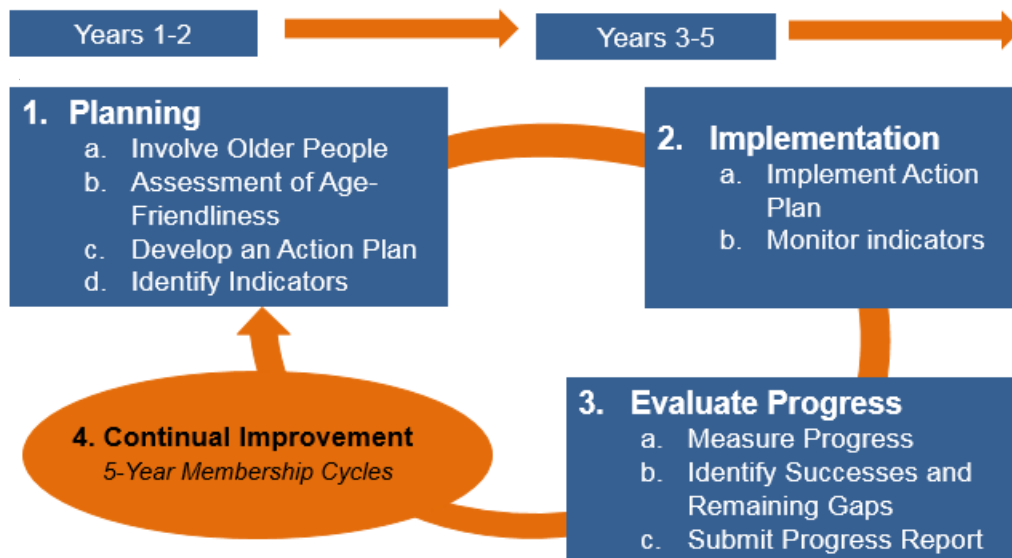 Years 1-2
Years 3-5
1. Planning
a. Involve Older People
b. Assessment of Age-
Friendliness
c. Develop an Action Plan
d. Identify Indicators
2. Implementation
a. Implement Action
Plan
b. Monitor indicators
3. Evaluate Progress
a. Measure Progress
b. Identify Successes and
Remaining Gaps
c. Submit Progress Report
4. Continual Improvement
5-Year Membership Cycles